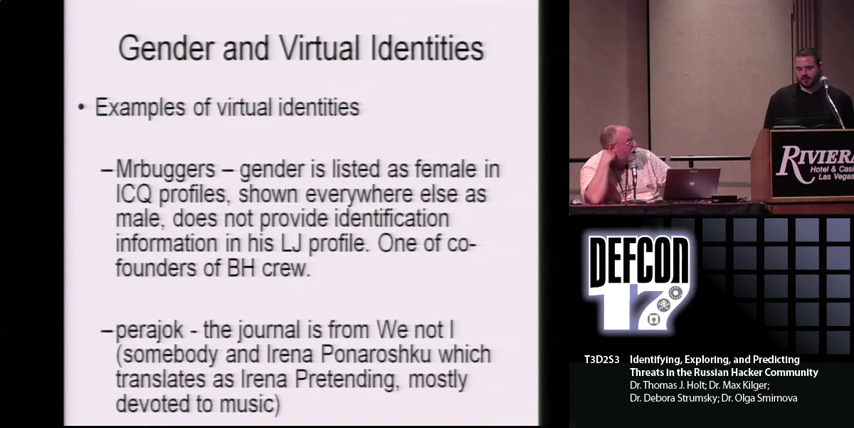 Gender and Virtual Identities
• Examples of virtual identities
–Mrbuggers – gender is listed as female in
ICQ profiles, shown everywhere else as
male, does not provide identification
information in his LJ profile. One of co-
founders of BH crew.
–perajok - the journal is from We not I
(somebody and Irena Ponaroshku which
translates as Irena Pretending, mostly
devoted to music)
RIVIERA
Hotel & Cas
Las Vegas
DEFCON
17
T3D2S3 Identifying, Exploring, and Predicting
Threats in the Russian Hacker Community
Dr. Thomas J. Holt; Dr. Max Kilger;
Dr. Debora Strumsky; Dr. Olga Smirnova